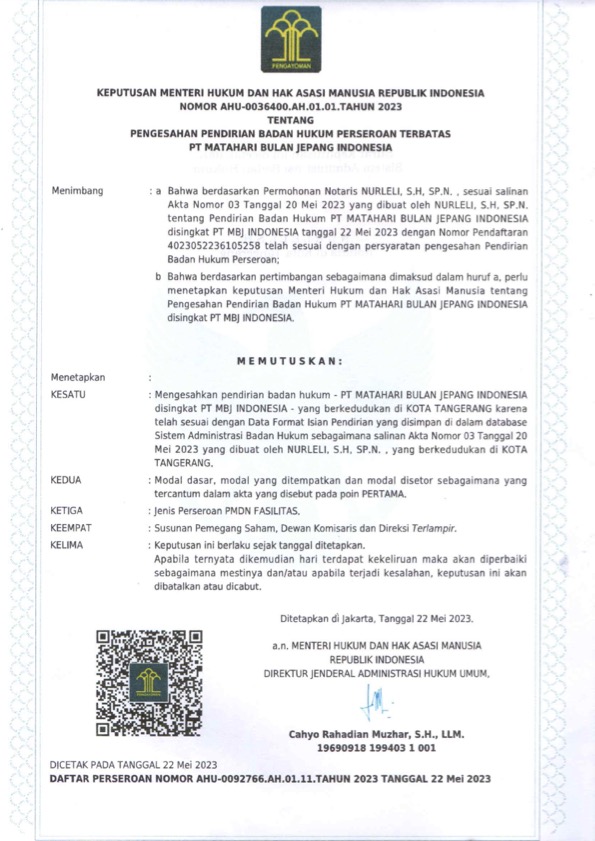 PENGAYOMAN
KEPUTUSAN MENTERI HUKUM DAN HAK ASASI MANUSIA REPUBLIK INDONESIA
NOMOR AHU-0036400.AH.01.01.TAHUN 2023
TENTANG
PENGESAHAN PENDIRIAN BADAN HUKUM PERSEROAN TERBATAS
PT MATAHARI BULAN JEPANG INDONESIA
Menimbang : a Bahwa berdasarkan Permohonan Notaris NURLELI, S.H, SP.N. , sesuai salinan
Akta Nomor 03 Tanggal 20 Mei 2023 yang dibuat oleh NURLELI, S.H, SP.N.
tentang Pendirian Badan Hukum PT MATAHARI BULAN JEPANG INDONESIA
disingkat PT MBJ INDONESIA tanggal 22 Mei 2023 dengan Nomor Pendaftaran
4023052236105258 telah sesuai dengan persyaratan pengesahan Pendirian
Badan Hukum Perseroan;
b Bahwa berdasarkan pertimbangan sebagaimana dimaksud dalam huruf a, perlu
menetapkan keputusan Menteri Hukum dan Hak Asasi Manusia tentang
Pengesahan Pendirian Badan Hukum PT MATAHARI BULAN JEPANG INDONESIA
disingkat PT MBJ INDONESIA.
M E M U T U S K A N :
Menetapkan :
KESATU : Mengesahkan pendirian badan hukum - PT MATAHARI BULAN JEPANG INDONESIA
disingkat PT MBJ INDONESIA - yang berkedudukan di KOTA TANGERANG karena
telah sesuai dengan Data Format Isian Pendirian yang disimpan di dalam database
Sistem Administrasi Badan Hukum sebagaimana salinan Akta Nomor 03 Tanggal 20
Mei 2023 yang dibuat oleh NURLELI, S.H, SP.N. , yang berkedudukan di KOTA
TANGERANG.
KEDUA : Modal dasar, modal yang ditempatkan dan modal disetor sebagaimana yang
tercantum dalam akta yang disebut pada poin PERTAMA.
KETIGA : Jenis Perseroan PMDN FASILITAS.
KEEMPAT : Susunan Pemegang Saham, Dewan Komisaris dan Direksi Terlampir.
KELIMA : Keputusan ini berlaku sejak tanggal ditetapkan.
Apabila ternyata dikemudian hari terdapat kekeliruan maka akan diperbaiki
sebagaimana mestinya dan/atau apabila terjadi kesalahan, keputusan ini akan
dibatalkan atau dicabut.
Ditetapkan di Jakarta, Tanggal 22 Mei 2023.
a.n. MENTERI HUKUM DAN HAK ASASI MANUSIA
REPUBLIK INDONESIA
DIREKTUR JENDERAL ADMINISTRASI HUKUM UMUM,
Cahyo Rahadian Muzhar, S.H., LLM.
19690918 199403 1 001
DICETAK PADA TANGGAL 22 Mei 2023
DAFTAR PERSEROAN NOMOR AHU-0092766.AH.01.11.TAHUN 2023 TANGGAL 22 Mei 2023